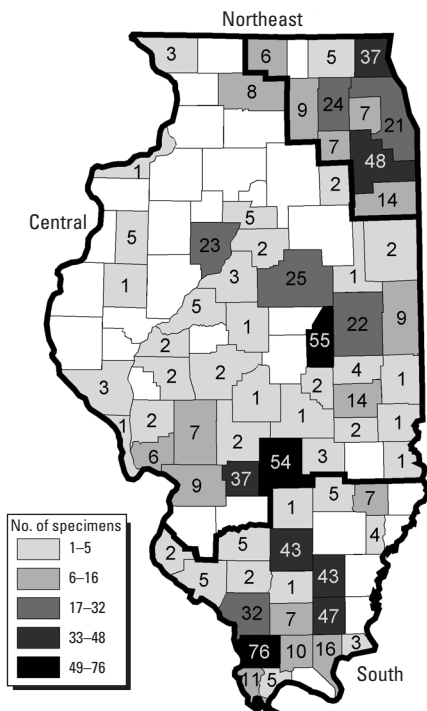 Northeast
3 6 5 37
8 9 24 7 21
7 48
1 2 14
Central
5 5 2
23 2
1 3 25 1
5 22 9
1 55
2
3 2 2 2 4 1
1 14
1 2 7 2 1 2 1
6 54 3 1
9 37
5 7
No. of specimens
1 4
1–5
2 5 43
6–16
5 2 1 43
17–32
32 7 47
33–48
76 10 16 3
49–76
11 5 South